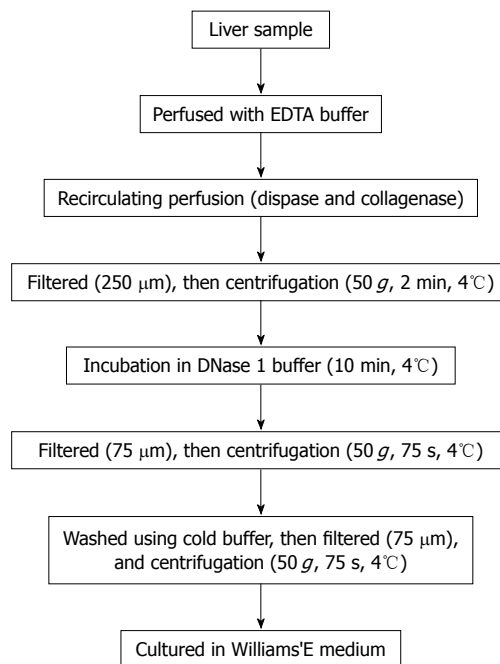 Liver sample
Perfused with EDTA buffer
Recirculating perfusion (dispase and collagenase)
Filtered (250 μm), then centrifugation (50 g, 2 min, 4℃)
Incubation in DNase 1 buffer (10 min, 4℃)
Filtered (75 μm), then centrifugation (50 g, 75 s, 4℃)
Washed using cold buffer, then filtered (75 μm),
and centrifugation (50 g, 75 s, 4℃)
Cultured in Williams'E medium